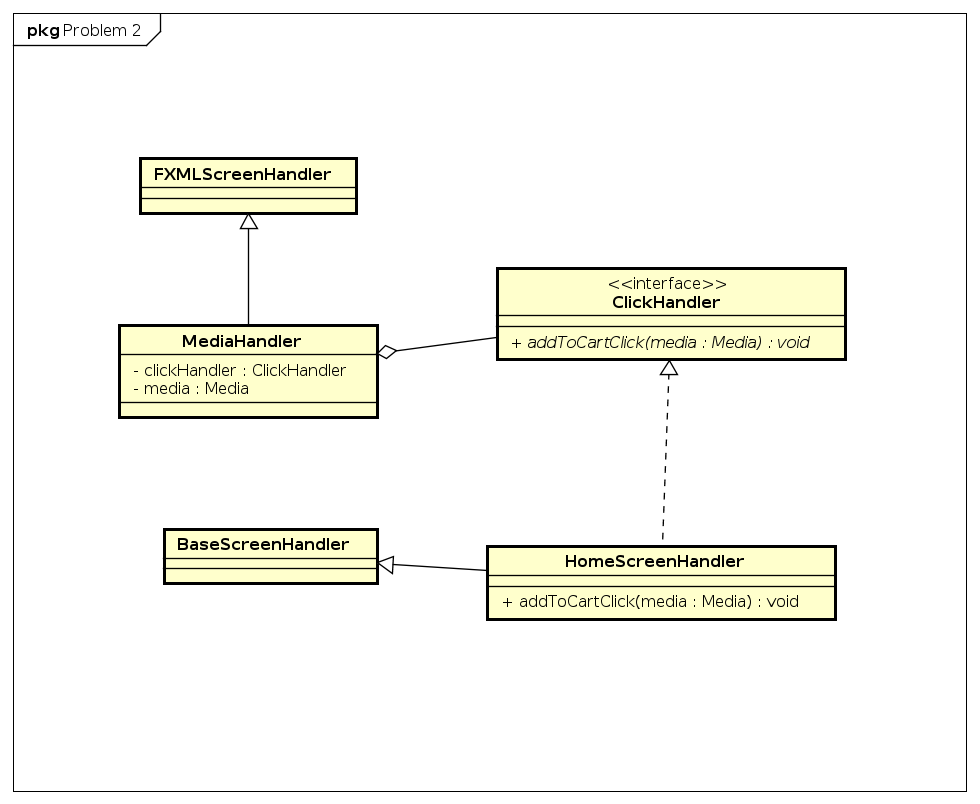 pkg Problem 2
FXMLScreenHandler
<<interface>>
ClickHandler
+ addToCartClick(media : Media) : void
MediaHandler
- clickHandler : ClickHandler
- media : Media
BaseScreenHandler
HomeScreenHandler
+ addToCartClick(media : Media) : void